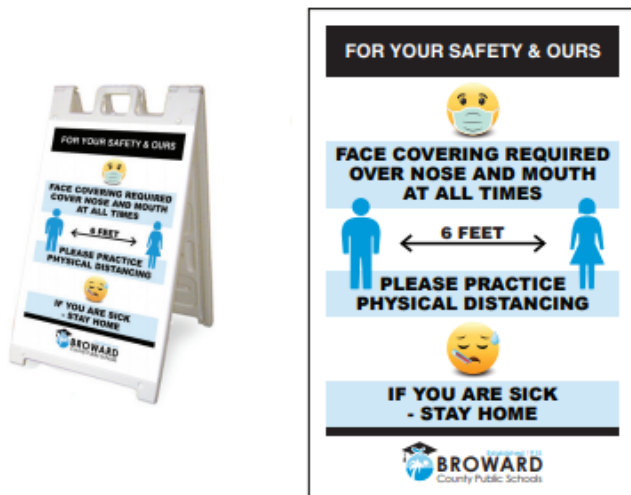 FOR YOUR SAFETY & OURS
FACE COVERING REQUIRED
COVER NOSE AND MOUTH
AT ALL TIMES
6 FEET
PLEASE PRACTICE
PHYSICAL DISTANCING
IF YOU ARE SICK
- STAY HOME
BROWARD
County Public Schools
FOR YOUR SAFETY & OURS
FACE COVERING REQUIRED
OVER NOSE AND MOUTH
AT ALL TIMES
6 FEET
PLEASE PRACTICE
PHYSICAL DISTANCING
IF YOU ARE SICK
- STAY HOME
BROWARD
County Public Schools